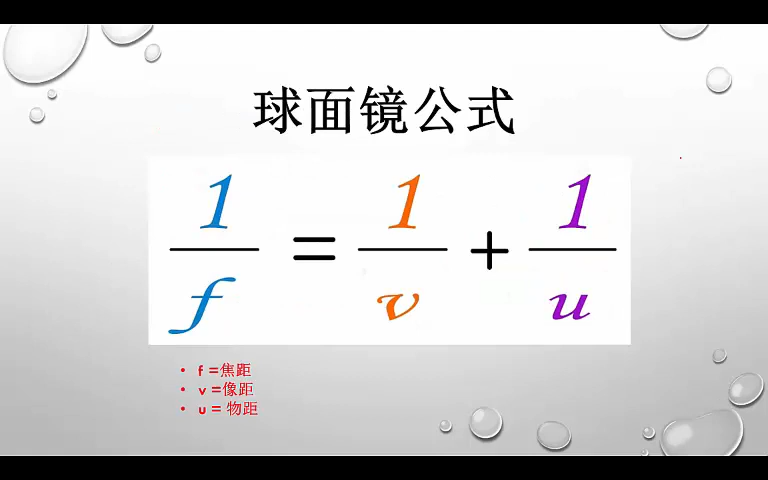 球面镜公式
1/f = 1/v + 1/u
• f =焦距
• v =像距
• u = 物距